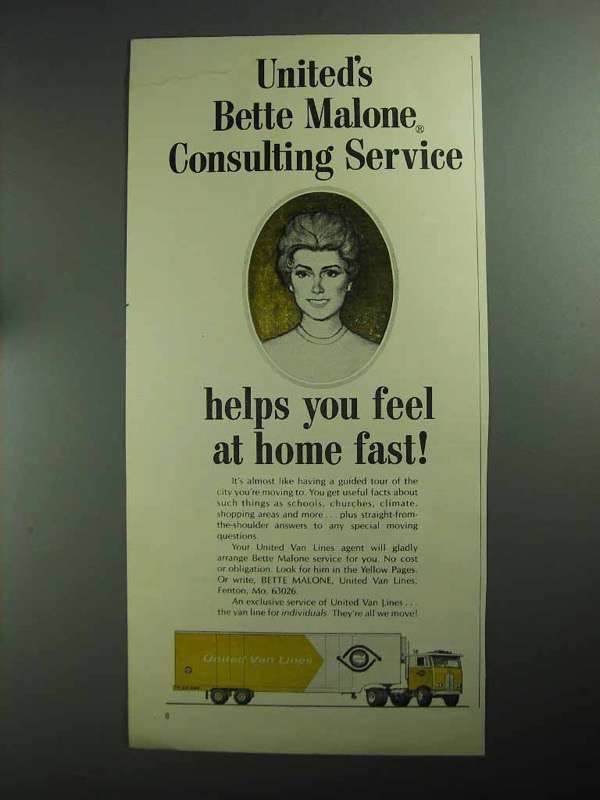 United's
Bette Malone®
Consulting Service
helps you feel
at home fast!
It's almost like having a guided tour of the
city you're moving to. You get useful facts about
such things as schools, churches, climate,
shopping areas and more... plus straight-from-
the-shoulder answers to any special moving
questions.
Your United Van Lines agent will gladly
arrange Bette Malone service for you. No cost
or obligation. Look for him in the Yellow Pages.
Or write, BETTE MALONE, United Van Lines,
Fenton, Mo. 63026.
An exclusive service of United Van Lines...
the van line for individuals. They're all we move!
United Van Lines
8